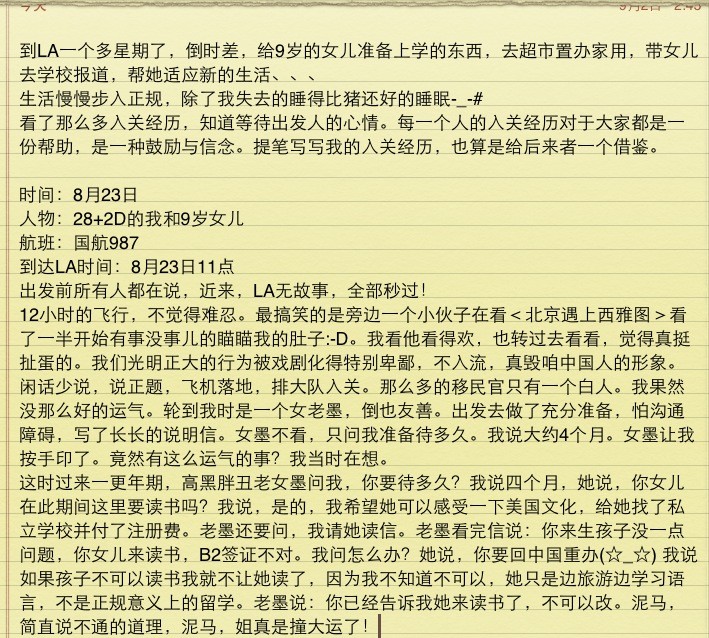 到LA一个多星期了，倒时差，给9岁的女儿准备上学的东西，去超市置办家用，带女儿
去学校报道，帮她适应新的生活、、、
生活慢慢步入正规，除了我失去的睡得比猪还好的睡眠-_-#
看了那么多入关经历，知道等待出发人的心情。每一个人的入关经历对于大家都是一
份帮助，是一种鼓励与信念。提笔写写我的入关经历，也算是给后来者一个借鉴。
时间：8月23日
人物：28+2D的我和9岁女儿
航班：国航987
到达LA时间：8月23日11点
出发前所有人都在说，近来，LA无故事，全部秒过！
12小时的飞行，不觉得难忍。最搞笑的是旁边一个小伙子在看＜北京遇上西雅图＞看
了一半开始有事没事儿的瞄瞄我的肚子:-D。我看他看得欢，也转过去看看，觉得真挺
扯蛋的。我们光明正大的行为被戏剧化得特别卑鄙，不入流，真毁咱中国人的形象。
闲话少说，说正题，飞机落地，排大队入关。那么多的移民官只有一个白人。我果然
没那么好的运气。轮到我时是一个女老墨，倒也友善。出发去做了充分准备，怕沟通
障碍，写了长长的说明信。女墨不看，只问我准备待多久。我说大约4个月。女墨让我
按手印了。竟然有这么运气的事？我当时在想。
这时过来一更年期，高黑胖丑老女墨问我，你要待多久？我说四个月，她说，你女儿
在此期间这里要读书吗？我说，是的，我希望她可以感受一下美国文化，给她找了私
立学校并付了注册费。老墨还要问，我请她读信。老墨看完信说：你来生孩子没一点
问题，你女儿来读书，B2签证不对。我问怎么办？她说，你要回中国重办(☆_☆) 我说
如果孩子不可以读书我就不让她读了，因为我不知道不可以，她只是边旅游边学习语
言，不是正规意义上的留学。老墨说：你已经告诉我她来读书了，不可以改。泥马，
简直说不通的道理，泥马，姐真是撞大运了！